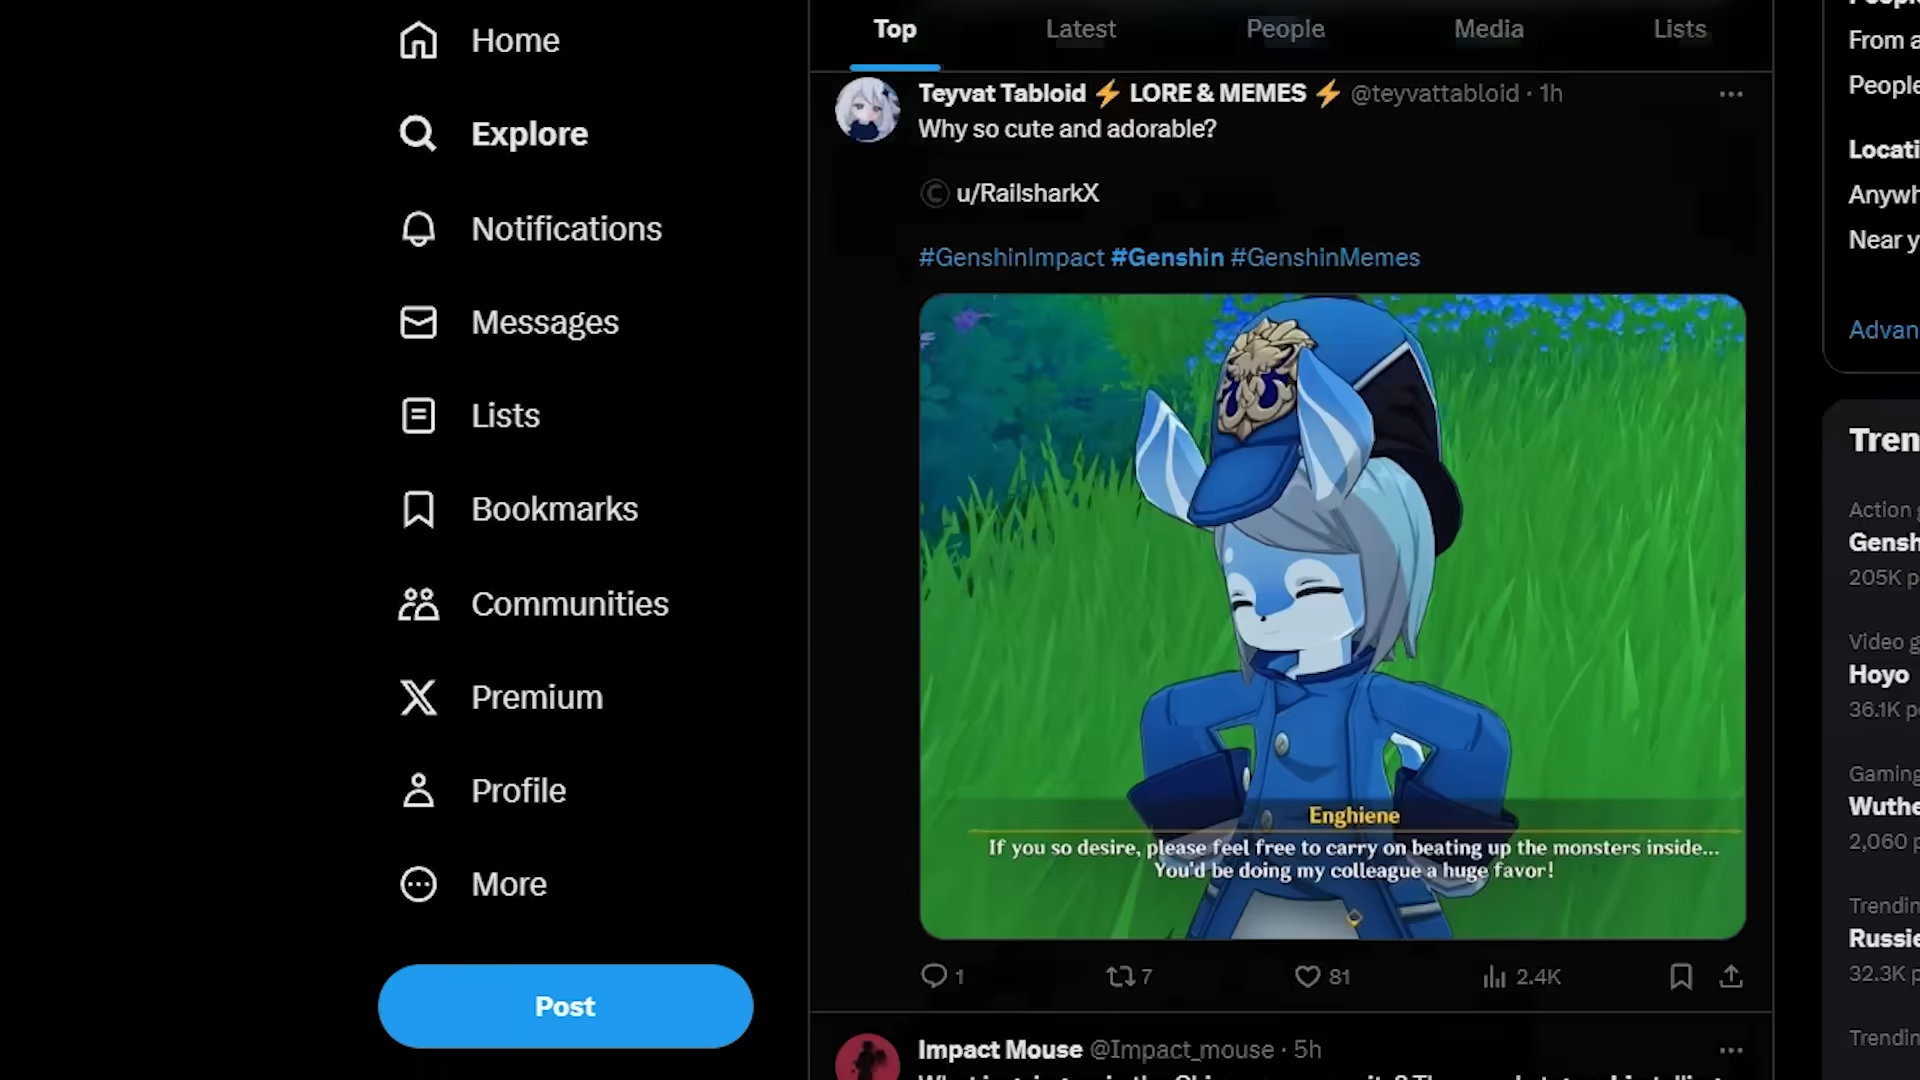 Home
Explore
Notifications
Messages
Lists
Bookmarks
Communities
Premium
Profile
More
Post
Top
Latest
People
Media
Lists
Teyvat Tabloid ⚡ LORE & MEMES ⚡ @teyvattabloid · 1h
Why so cute and adorable?
© u/RailsharkX
#GenshinImpact #Genshin #GenshinMemes
Enghiene
If you so desire, please feel free to carry on beating up the monsters inside...
You'd be doing my colleague a huge favor!
1
7
81
2.4K
Impact Mouse @Impact_mouse · 5h
From a
People
Locati
Anywh
Near y
Advan
Tren
Action g
Gensh
205K p
Video g
Hoyo
36.1K p
Gaming
Wuthe
2,060 p
Trendin
Russie
32.3K p
Trendin